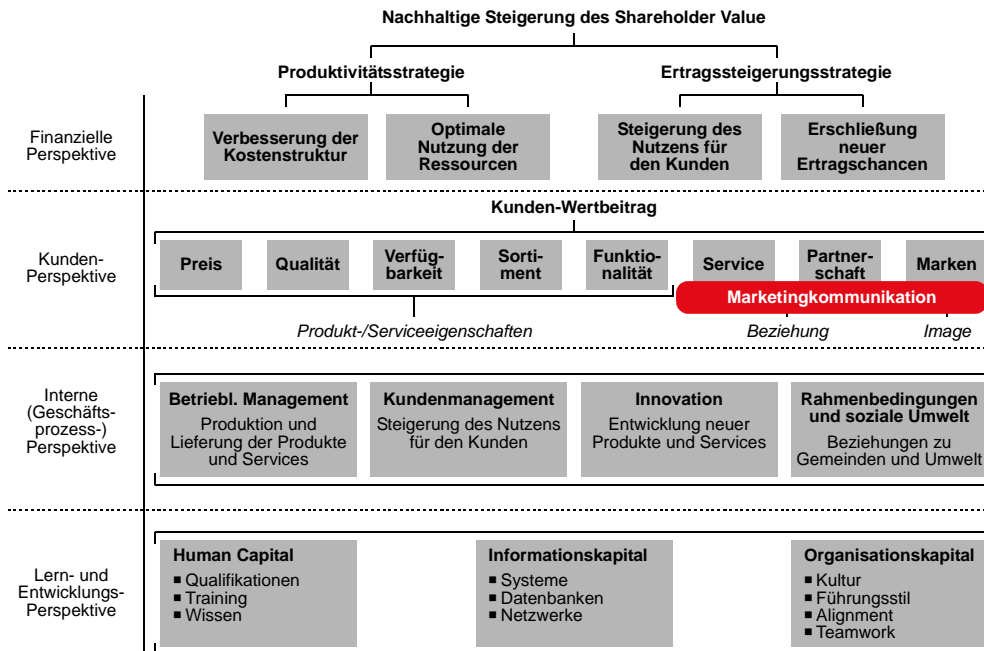 Nachhaltige Steigerung des Shareholder Value
Produktivitätsstrategie
Ertragssteigerungsstrategie
Finanzielle
Perspektive
Verbesserung der
Kostenstruktur
Optimale
Nutzung der
Ressourcen
Steigerung des
Nutzens für
den Kunden
Erschließung
neuer
Ertragschancen
Kunden-Wertbeitrag
Kunden-
Perspektive
Preis
Qualität
Verfüg-
barkeit
Sorti-
ment
Funktio-
nalität
Service
Partner-
schaft
Marken
Marketingkommunikation
Produkt-/Serviceeigenschaften
Beziehung
Image
Interne
(Geschäfts-
prozess-)
Perspektive
Betriebl. Management
Produktion und
Lieferung der Produkte
und Services
Kundenmanagement
Steigerung des Nutzens
für den Kunden
Innovation
Entwicklung neuer
Produkte und Services
Rahmenbedingungen
und soziale Umwelt
Beziehungen zu
Gemeinden und Umwelt
Lern- und
Entwicklungs-
Perspektive
Human Capital
▪ Qualifikationen
▪ Training
▪ Wissen
Informationskapital
▪ Systeme
▪ Datenbanken
▪ Netzwerke
Organisationskapital
▪ Kultur
▪ Führungsstil
▪ Alignment
▪ Teamwork